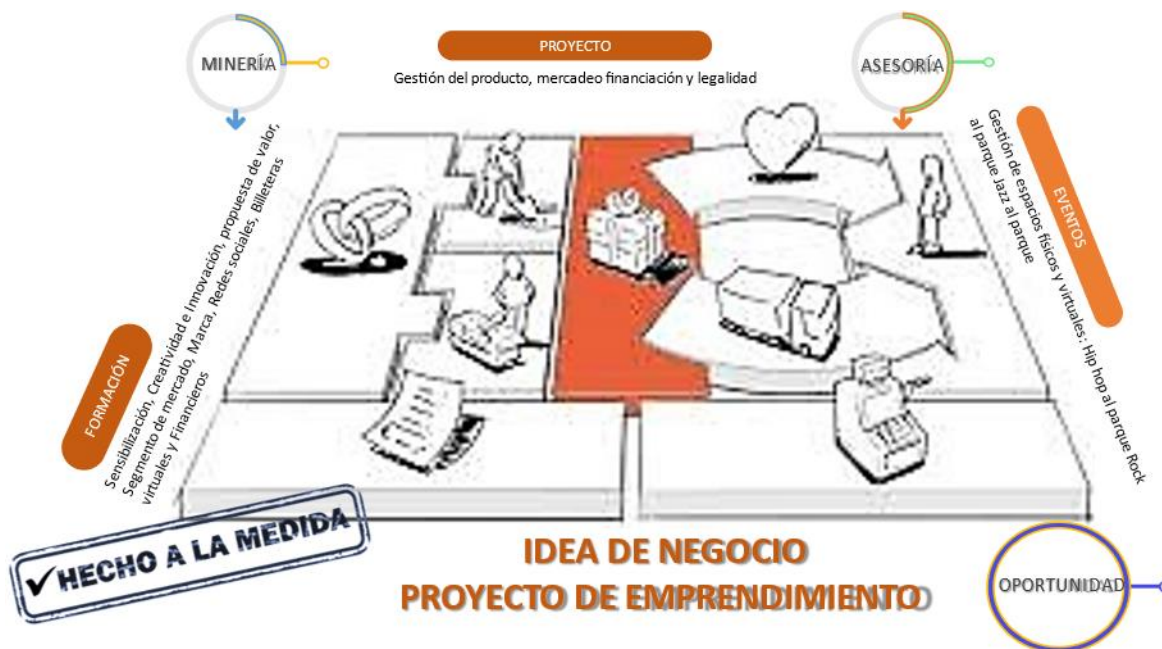 MINERÍA
PROYECTO
Gestión del producto, mercadeo financiación y legalidad
ASESORÍA
FORMACIÓN
Sensibilización, Creatividad e Innovación, propuesta de valor,
Segmento de mercado, Marca, Redes sociales, Billeteras
virtuales y Financieros
EVENTOS
Gestión de espacios físicos y virtuales: Hip hop al parque Rock
al parque Jazz al parque
HECHO A LA MEDIDA
IDEA DE NEGOCIO
PROYECTO DE EMPRENDIMIENTO
OPORTUNIDAD